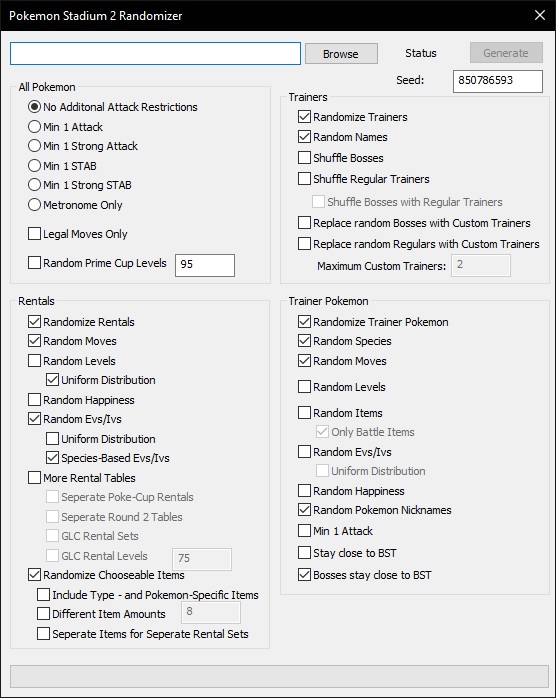 Pokemon Stadium 2 Randomizer
Browse
Status
Generate
Seed:
850786593
All Pokemon
No Additonal Attack Restrictions
Min 1 Attack
Min 1 Strong Attack
Min 1 STAB
Min 1 Strong STAB
Metronome Only
Legal Moves Only
Random Prime Cup Levels
95
Trainers
Randomize Trainers
Random Names
Shuffle Bosses
Shuffle Regular Trainers
Shuffle Bosses with Regular Trainers
Replace random Bosses with Custom Trainers
Replace random Regulars with Custom Trainers
Maximum Custom Trainers:
2
Rentals
Randomize Rentals
Random Moves
Random Levels
Uniform Distribution
Random Happiness
Random Evs/Ivs
Uniform Distribution
Species-Based Evs/Ivs
More Rental Tables
Seperate Poke-Cup Rentals
Seperate Round 2 Tables
GLC Rental Sets
GLC Rental Levels
75
Randomize Chooseable Items
Include Type - and Pokemon-Specific Items
Different Item Amounts
8
Seperate Items for Seperate Rental Sets
Trainer Pokemon
Randomize Trainer Pokemon
Random Species
Random Moves
Random Levels
Random Items
Only Battle Items
Random Evs/Ivs
Uniform Distribution
Random Happiness
Random Pokemon Nicknames
Min 1 Attack
Stay close to BST
Bosses stay close to BST